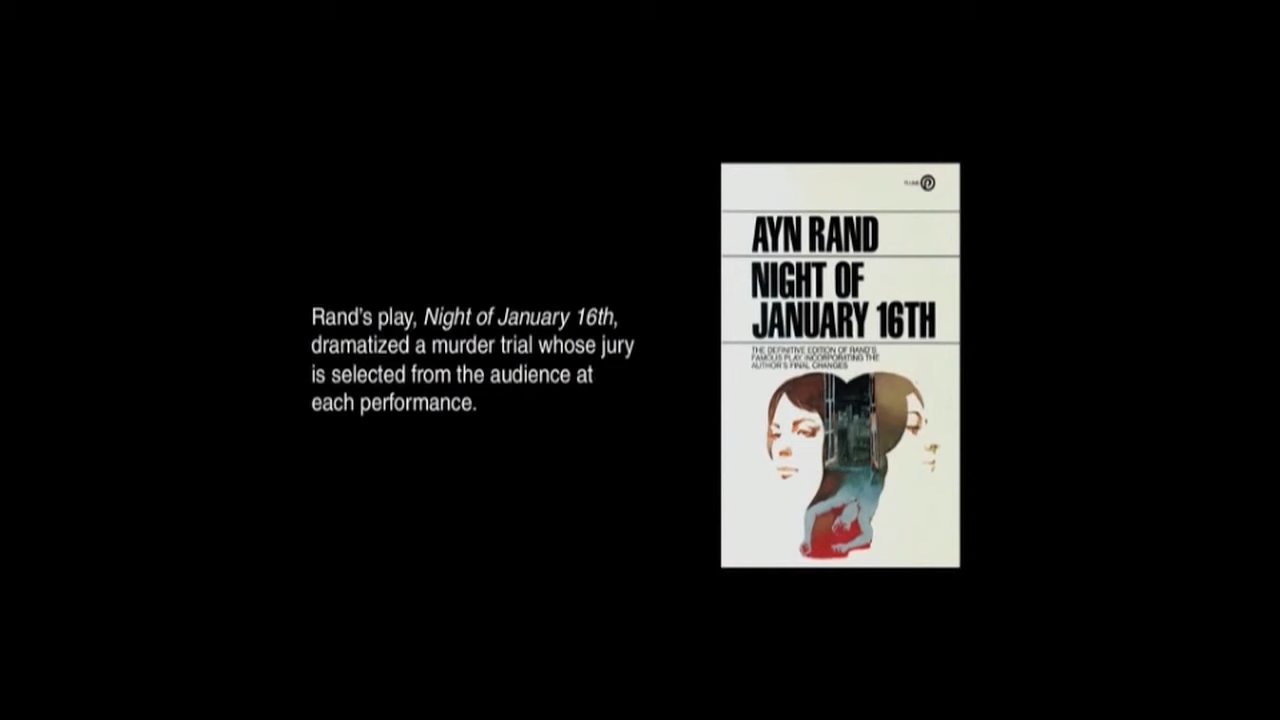 Rand's play, Night of January 16th,
dramatized a murder trial whose jury
is selected from the audience at
each performance.
PLUME
AYN RAND
NIGHT OF
JANUARY 16TH
THE DEFINITIVE EDITION OF RAND'S
FAMOUS PLAY INCORPORATING THE
AUTHOR'S FINAL CHANGES